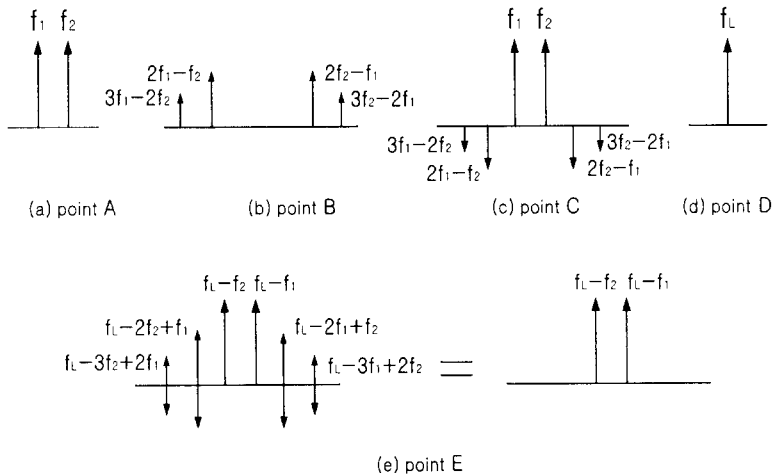 f₁ f₂
(a) point A
2f₁−f₂ 2f₂−f₁
3f₁−2f₂ 3f₂−2f₁
(b) point B
f₁ f₂
3f₁−2f₂ 3f₂−2f₁
2f₁−f₂ 2f₂−f₁
(c) point C
f_L
(d) point D
f_L−f₂ f_L−f₁
f_L−2f₂+f₁ f_L−2f₁+f₂
f_L−3f₂+2f₁ f_L−3f₁+2f₂
=
f_L−f₂ f_L−f₁
(e) point E